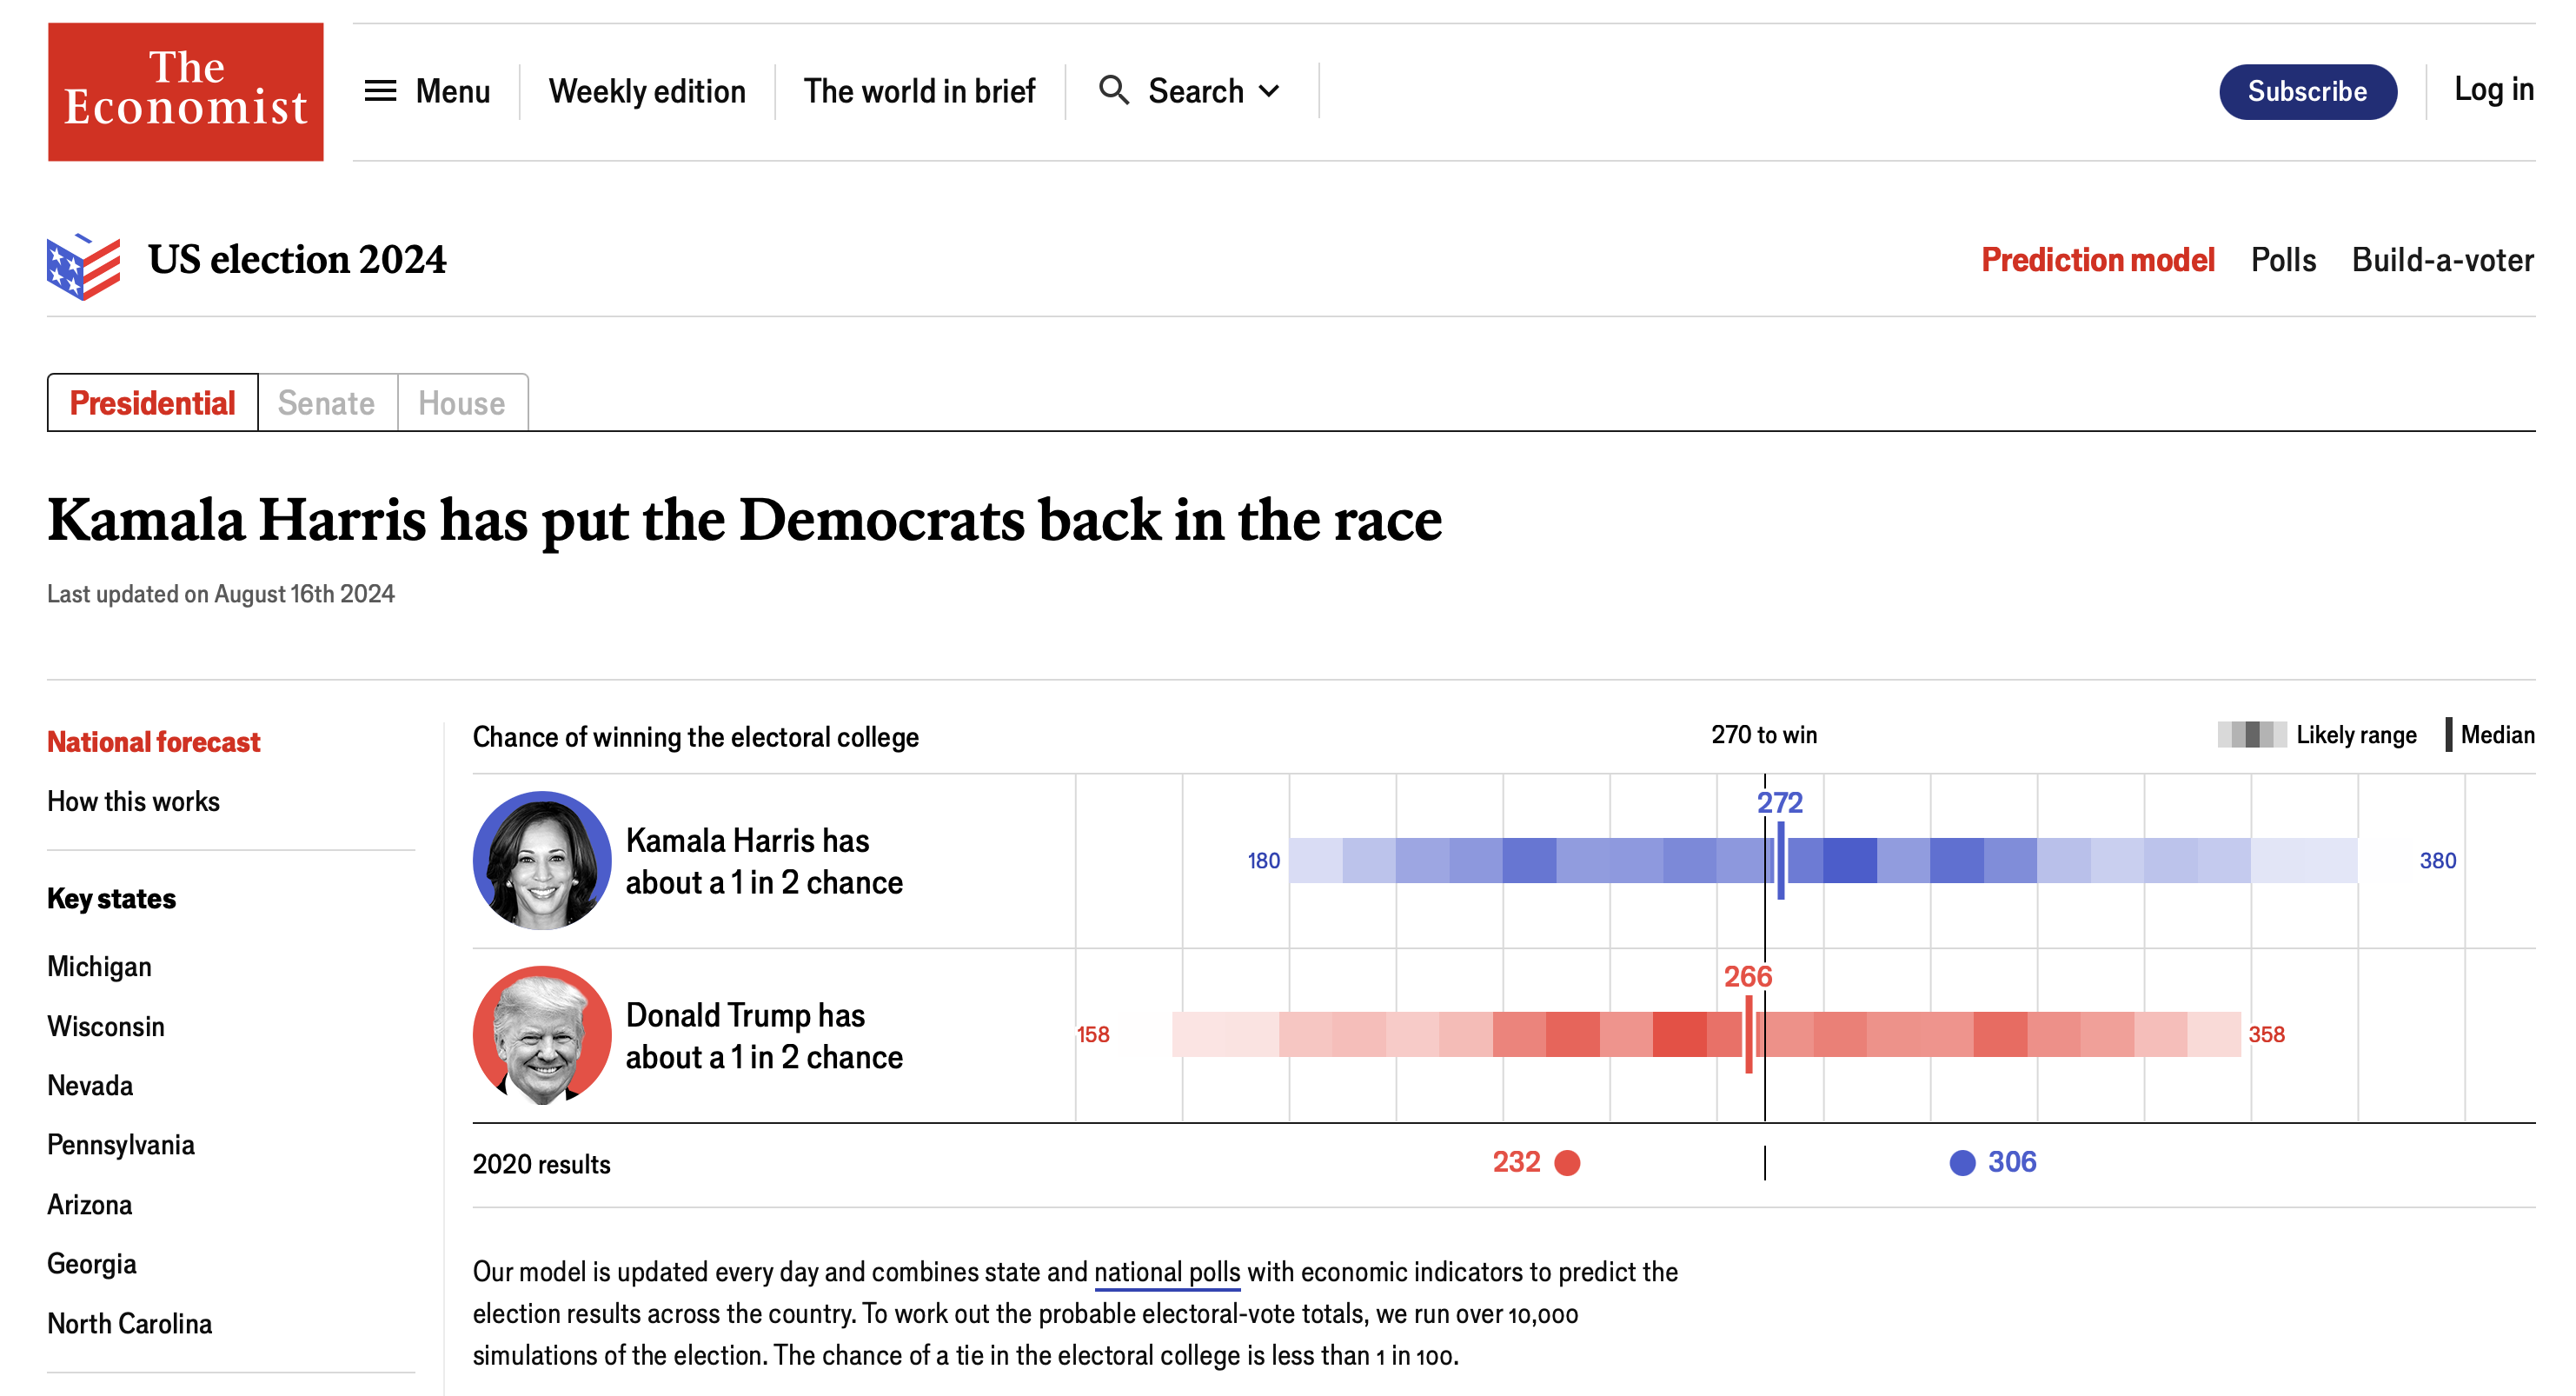 The
Economist
Menu
Weekly edition
The world in brief
Search
Subscribe
Log in
US election 2024
Prediction model
Polls
Build-a-voter
Presidential
Senate
House
Kamala Harris has put the Democrats back in the race
Last updated on August 16th 2024
National forecast
How this works
Key states
Michigan
Wisconsin
Nevada
Pennsylvania
Arizona
Georgia
North Carolina
Chance of winning the electoral college
270 to win
Likely range
Median
Kamala Harris has
about a 1 in 2 chance
180
272
380
Donald Trump has
about a 1 in 2 chance
158
266
358
2020 results
232
306
Our model is updated every day and combines state and national polls with economic indicators to predict the
election results across the country. To work out the probable electoral-vote totals, we run over 10,000
simulations of the election. The chance of a tie in the electoral college is less than 1 in 100.